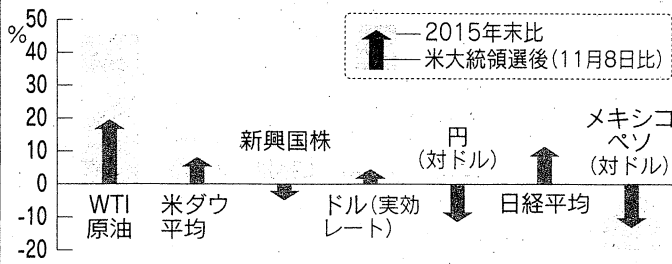 %
50
40
30
20
10
0
-10
-20
2015年末比
米大統領選後(11月8日比)
WTI
原油
米ダウ
平均
新興国株
ドル(実効
レート)
円
(対ドル)
日経平均
メキシコ
ペソ
(対ドル)